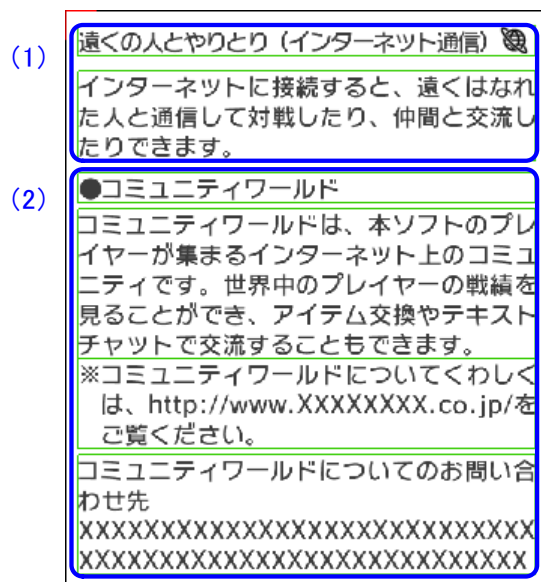 (1)
遠くの人とやりとり（インターネット通信）
インターネットに接続すると、遠くはなれ
た人と通信して対戦したり、仲間と交流し
たりできます。
(2)
●コミュニティワールド
コミュニティワールドは、本ソフトのプレ
イヤーが集まるインターネット上のコミュ
ニティです。世界中のプレイヤーの戦績を
見ることができ、アイテム交換やテキスト
チャットで交流することもできます。
※コミュニティワールドについてくわしく
は、http://www.XXXXXXXX.co.jp/を
ご覧ください。
コミュニティワールドについてのお問い合
わせ先
XXXXXXXXXXXXXXXXXXXXXXXXXXXX
XXXXXXXXXXXXXXXXXXXXXXXXXXX